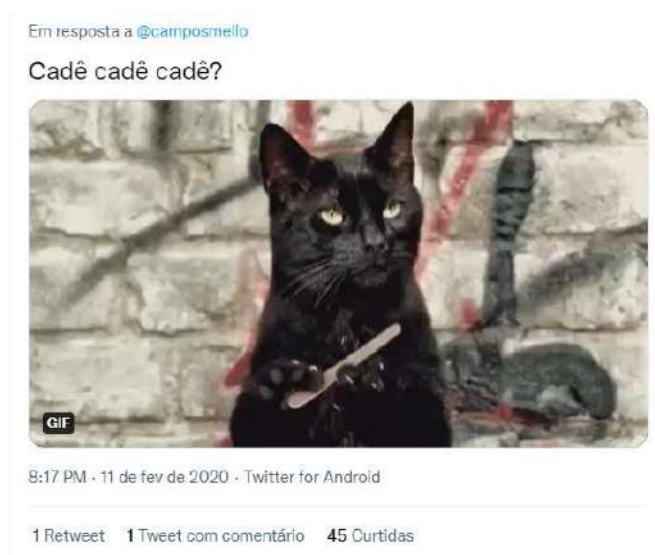 Em resposta a @camposmello
Cadê cadê cadê?
GIF
8:17 PM · 11 de fev de 2020 · Twitter for Android
1 Retweet 1 Tweet com comentário 45 Curtidas